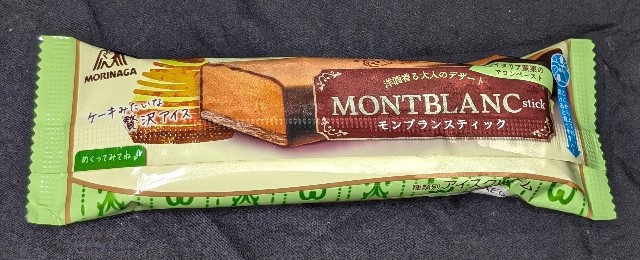 MORINAGA
ケーキみたいな
贅沢アイス
めくってみてね
洋酒香る大人のデザート
MONTBLANC stick
モンブランスティック
イタリア栗の
マロンペースト
種類別 アイスクリーム